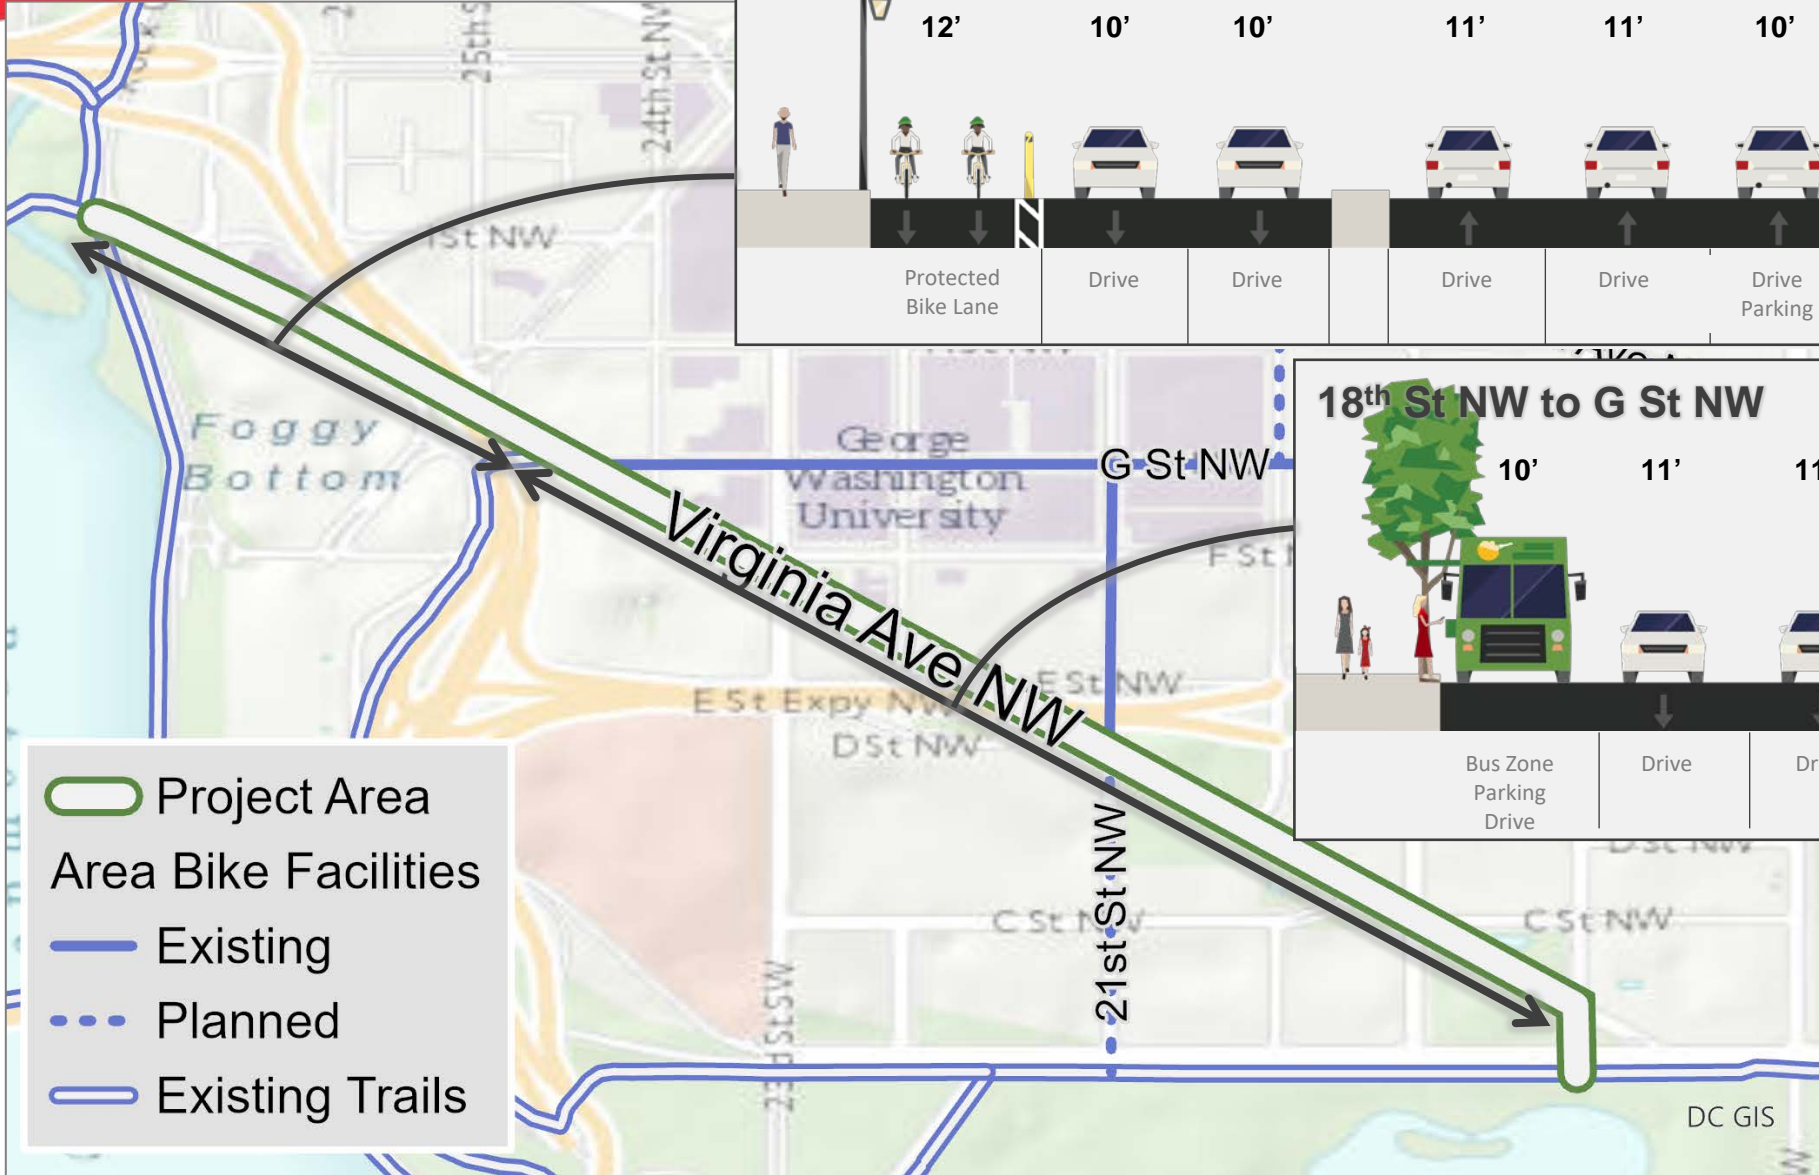 25th S
24th St NW
12’ 10’ 10’ 11’ 11’ 10’
Protected
Bike Lane
Drive
Drive
Drive
Drive
Drive
Parking
I St NW
18th St NW to G St NW
10’ 11’ 11
Bus Zone
Parking
Drive
Drive
Dr
Foggy
Bottom
George
Washington
University
G St NW
F St
Virginia Ave NW
E St NW
E St Expy NW
D St NW
D St NW
21st St NW
C St NW
C St NW
23rd St SW
Project Area
Area Bike Facilities
Existing
Planned
Existing Trails
DC GIS